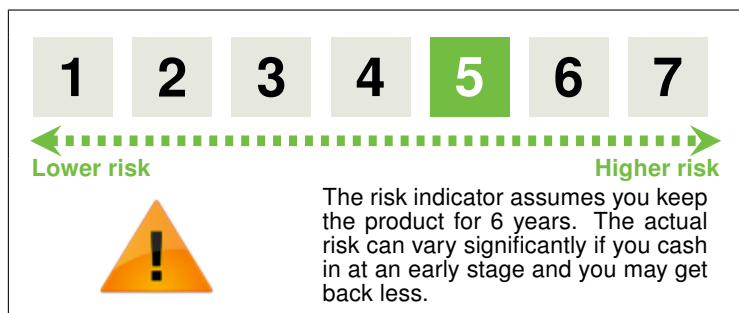 1 2 3 4 5 6 7
Lower risk Higher risk
!
The risk indicator assumes you keep
the product for 6 years. The actual
risk can vary significantly if you cash
in at an early stage and you may get
back less.